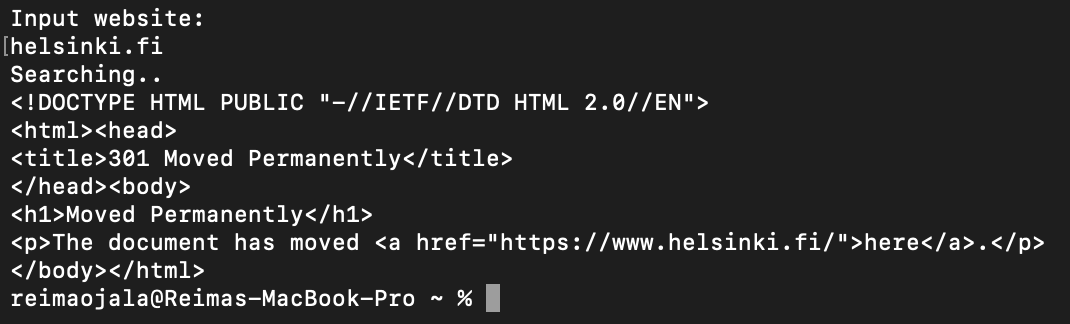 Input website:
[helsinki.fi
Searching..
<!DOCTYPE HTML PUBLIC "-//IETF//DTD HTML 2.0//EN">
<html><head>
<title>301 Moved Permanently</title>
</head><body>
<h1>Moved Permanently</h1>
<p>The document has moved <a href="https://www.helsinki.fi/">here</a>.</p>
</body></html>
reimaojala@Reimas-MacBook-Pro ~ %